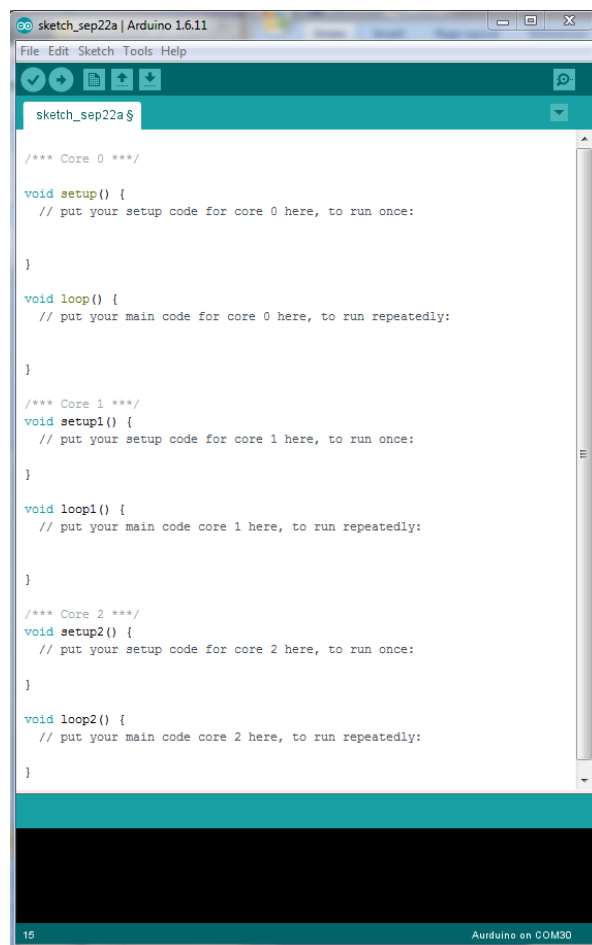 sketch_sep22a | Arduino 1.6.11
File Edit Sketch Tools Help
sketch_sep22a §
/*** Core 0 ***/
void setup() {
// put your setup code for core 0 here, to run once:
}
void loop() {
// put your main code for core 0 here, to run repeatedly:
}
/*** Core 1 ***/
void setup1() {
// put your setup code for core 1 here, to run once:
}
void loop1() {
// put your main code core 1 here, to run repeatedly:
}
/*** Core 2 ***/
void setup2() {
// put your setup code for core 2 here, to run once:
}
void loop2() {
// put your main code core 2 here, to run repeatedly:
}
15 Aurduino on COM30